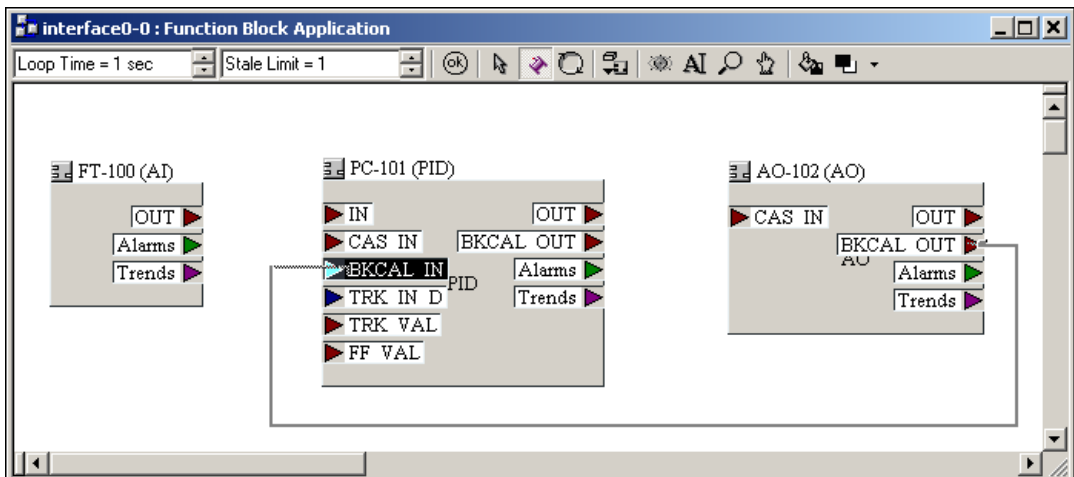 interface0-0 : Function Block Application
Loop Time = 1 sec
Stale Limit = 1
ok
AI
FT-100 (AI)
OUT
Alarms
Trends
PC-101 (PID)
IN
CAS IN
BKCAL IN
TRK IN D
TRK VAL
FF VAL
OUT
BKCAL OUT
Alarms
Trends
PID
AO-102 (AO)
CAS IN
OUT
BKCAL OUT
AO
Alarms
Trends